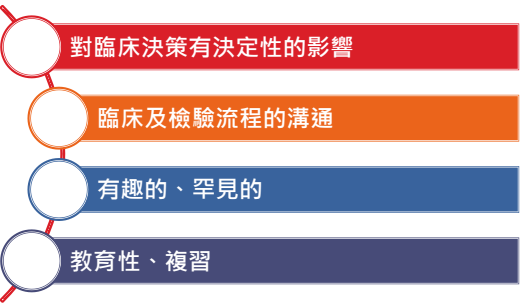 對臨床決策有決定性的影響
臨床及檢驗流程的溝通
有趣的、罕見的
教育性、複習